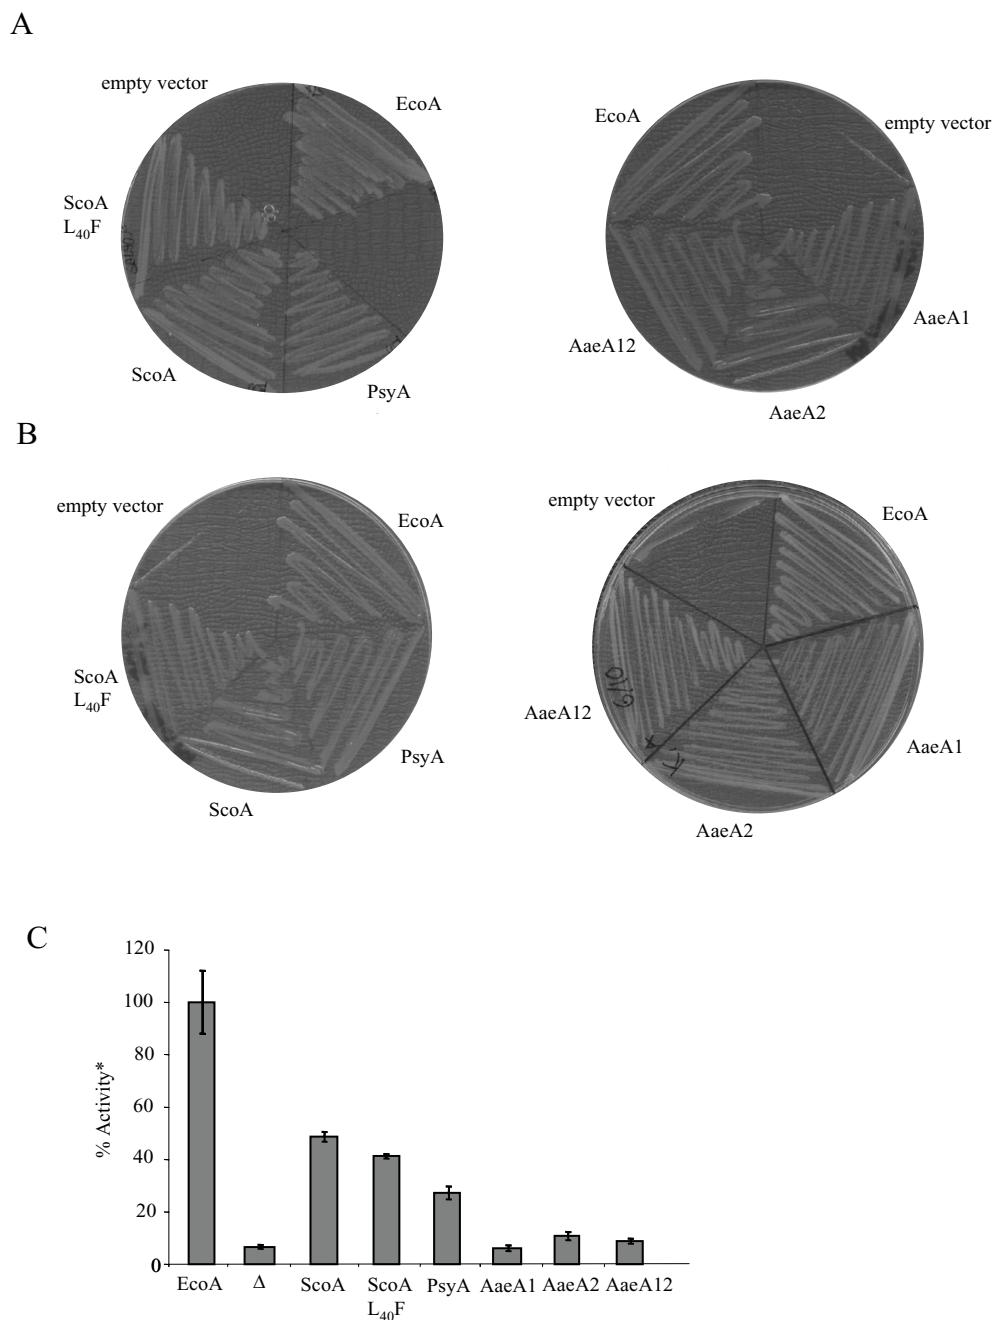 A
empty vector
EcoA
ScoA
L40F
ScoA
PsyA
EcoA
empty vector
AaeA12
AaeA1
AaeA2
B
empty vector
EcoA
ScoA
L40F
PsyA
ScoA
empty vector
EcoA
AaeA12
AaeA1
AaeA2
C
120
100
80
60
40
20
0
% Activity*
EcoA
Δ
ScoA
ScoA
L40F
PsyA
AaeA1
AaeA2
AaeA12